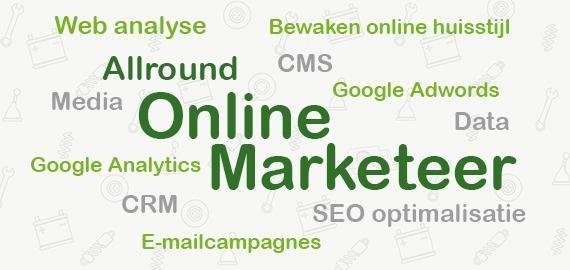 Web analyse
Bewaken online huisstijl
Allround
CMS
Media
Google Adwords
Online
Data
Google Analytics
Marketeer
CRM
SEO optimalisatie
E-mailcampagnes